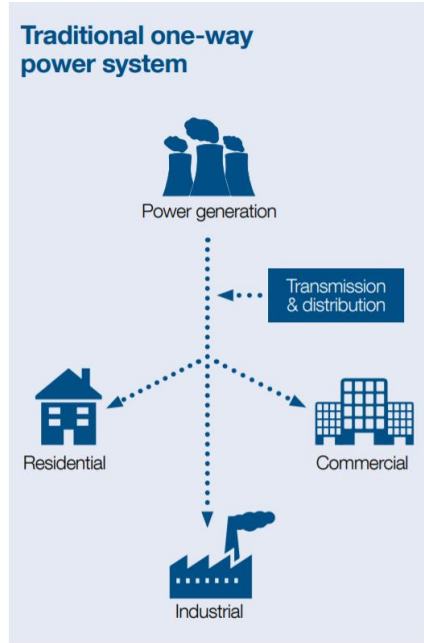 Traditional one-way
power system
Power generation
Transmission
& distribution
Residential
Commercial
Industrial